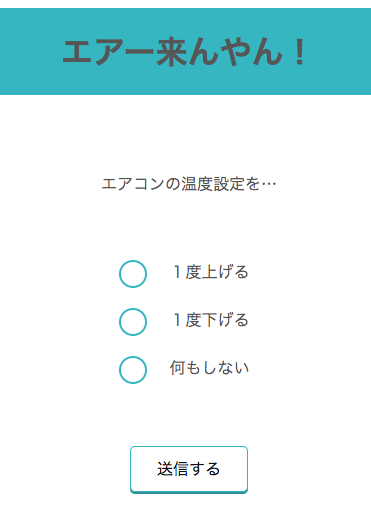 エアー来んやん！
エアコンの温度設定を…
１度上げる
１度下げる
何もしない
送信する